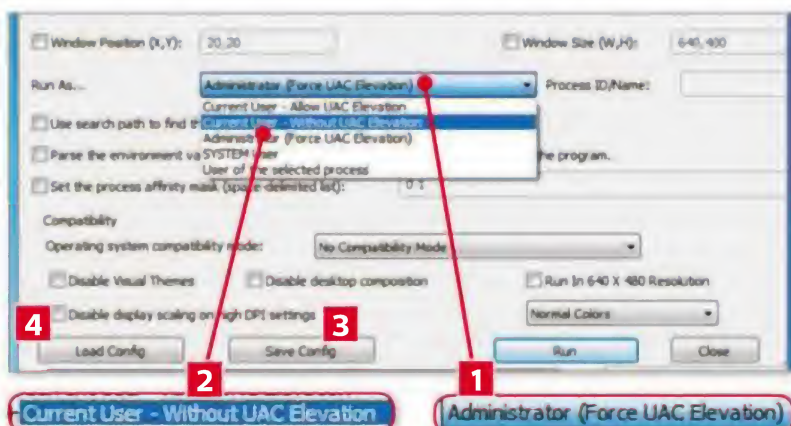 Window Position (X,Y): 20,20 Window Size (W,H): 640,480
Run As... Administrator (Force UAC Elevation) Process ID/Name:
Current User - Allow UAC Elevation
Use search path to find t Current User - Without UAC Elevation
Administrator (Force UAC Elevation)
Parse the environment va SYSTEM User the program.
User of the selected process
Set the process affinity mask (space-delimited list): 0 1
Compatibility
Operating system compatibility mode: No Compatibility Mode
Disable Visual Themes Disable desktop composition Run In 640 X 480 Resolution
Disable display scaling on high DPI settings Normal Colors
4 3
Load Config Save Config Run Close
2 1
Current User - Without UAC Elevation Administrator (Force UAC Elevation)